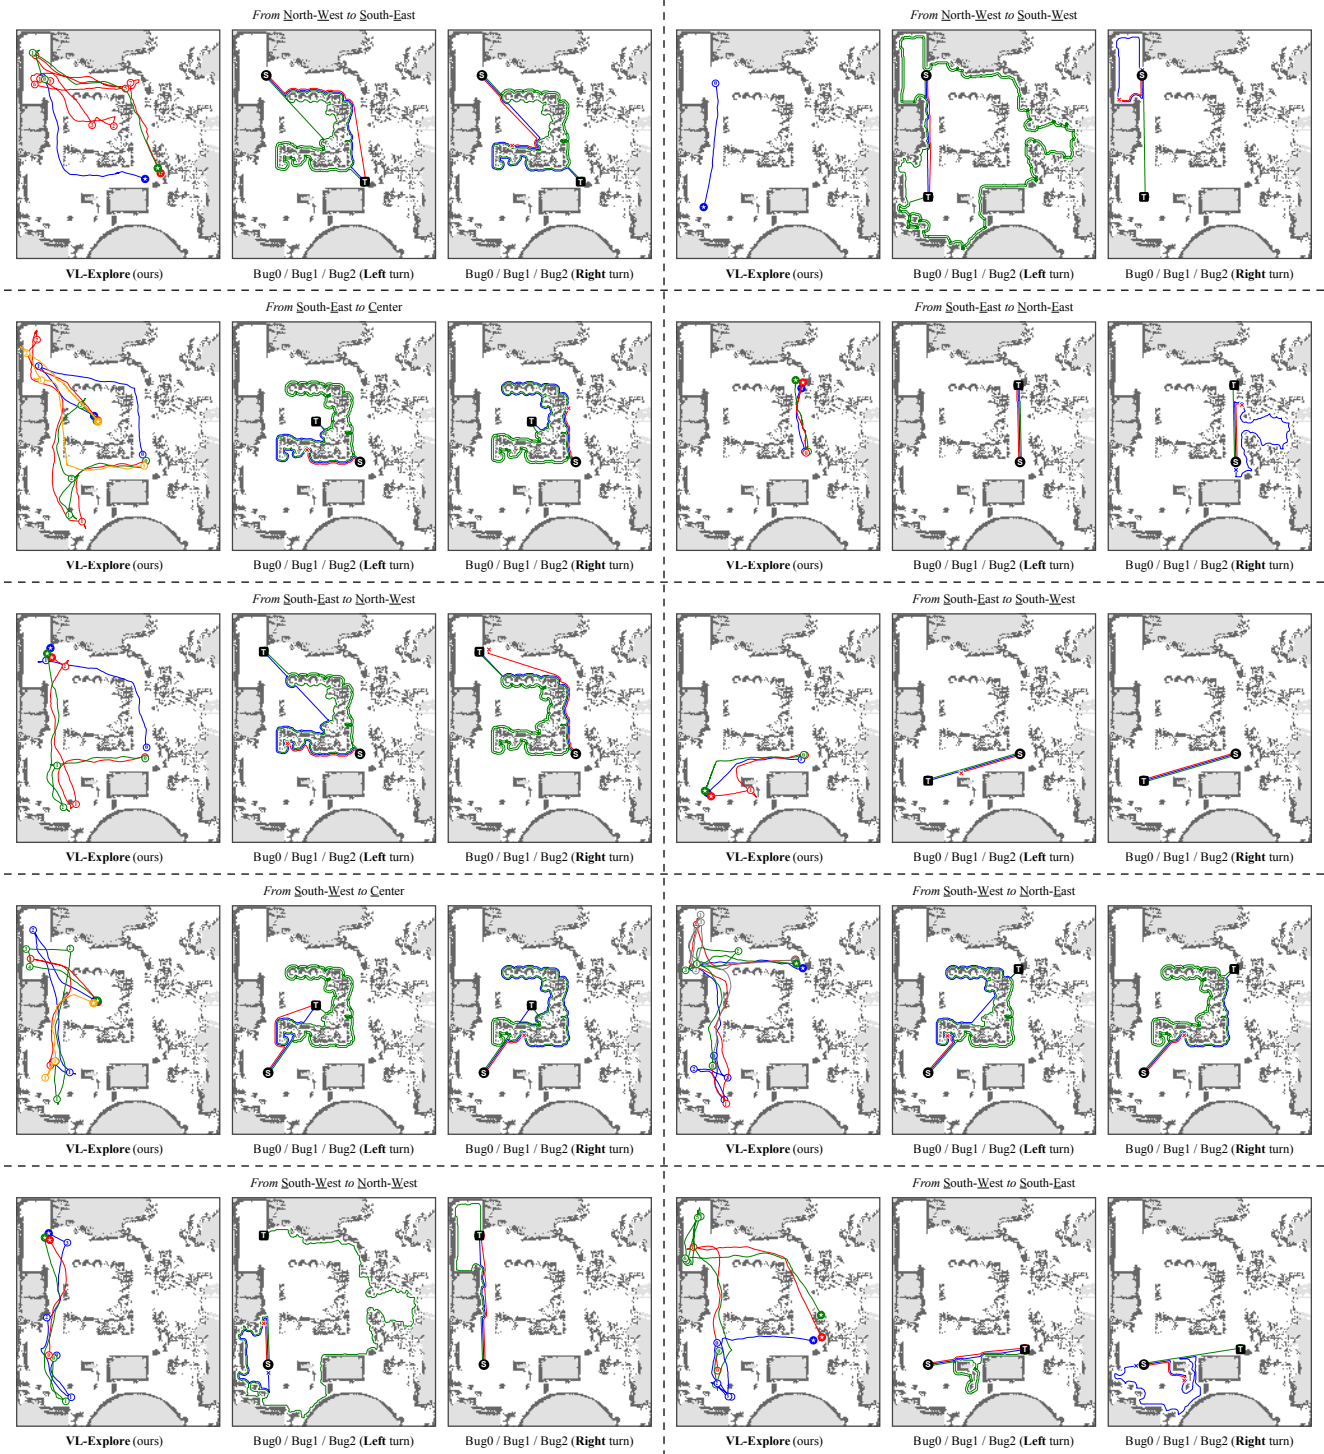 From North-West to South-East
S
T
S
T
VL-Explore (ours)
Bug0 / Bug1 / Bug2 (Left turn)
Bug0 / Bug1 / Bug2 (Right turn)
From North-West to South-West
S
T
S
T
VL-Explore (ours)
Bug0 / Bug1 / Bug2 (Left turn)
Bug0 / Bug1 / Bug2 (Right turn)
From South-East to Center
T
S
T
S
VL-Explore (ours)
Bug0 / Bug1 / Bug2 (Left turn)
Bug0 / Bug1 / Bug2 (Right turn)
From South-East to North-East
T
S
T
S
VL-Explore (ours)
Bug0 / Bug1 / Bug2 (Left turn)
Bug0 / Bug1 / Bug2 (Right turn)
From South-East to North-West
T
S
T
S
VL-Explore (ours)
Bug0 / Bug1 / Bug2 (Left turn)
Bug0 / Bug1 / Bug2 (Right turn)
From South-East to South-West
S
T
S
T
VL-Explore (ours)
Bug0 / Bug1 / Bug2 (Left turn)
Bug0 / Bug1 / Bug2 (Right turn)
From South-West to Center
T
S
T
S
VL-Explore (ours)
Bug0 / Bug1 / Bug2 (Left turn)
Bug0 / Bug1 / Bug2 (Right turn)
From South-West to North-East
T
S
T
S
VL-Explore (ours)
Bug0 / Bug1 / Bug2 (Left turn)
Bug0 / Bug1 / Bug2 (Right turn)
From South-West to North-West
T
S
T
S
VL-Explore (ours)
Bug0 / Bug1 / Bug2 (Left turn)
Bug0 / Bug1 / Bug2 (Right turn)
From South-West to South-East
T
S
T
S
VL-Explore (ours)
Bug0 / Bug1 / Bug2 (Left turn)
Bug0 / Bug1 / Bug2 (Right turn)